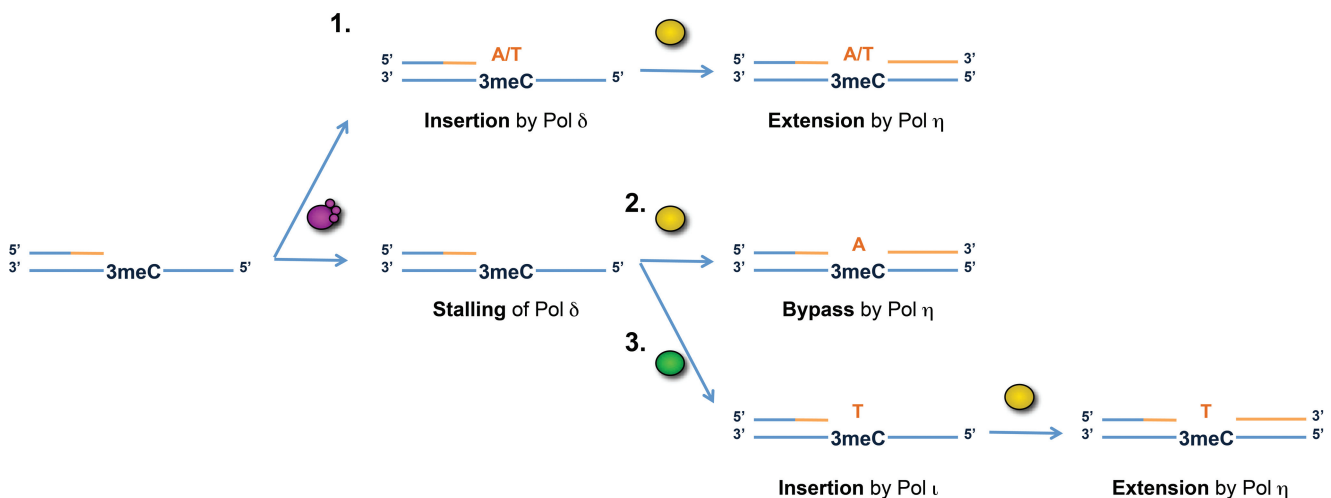 1.
5’ A/T
3’ 3meC 5’
Insertion by Pol δ
5’ A/T 3’
3’ 3meC 5’
Extension by Pol η
5’
3’ 3meC 5’
5’
3’ 3meC 5’
Stalling of Pol δ
2.
5’ A 3’
3’ 3meC 5’
Bypass by Pol η
3.
5’ T
3’ 3meC 5’
Insertion by Pol ι
5’ T 3’
3’ 3meC 5’
Extension by Pol η